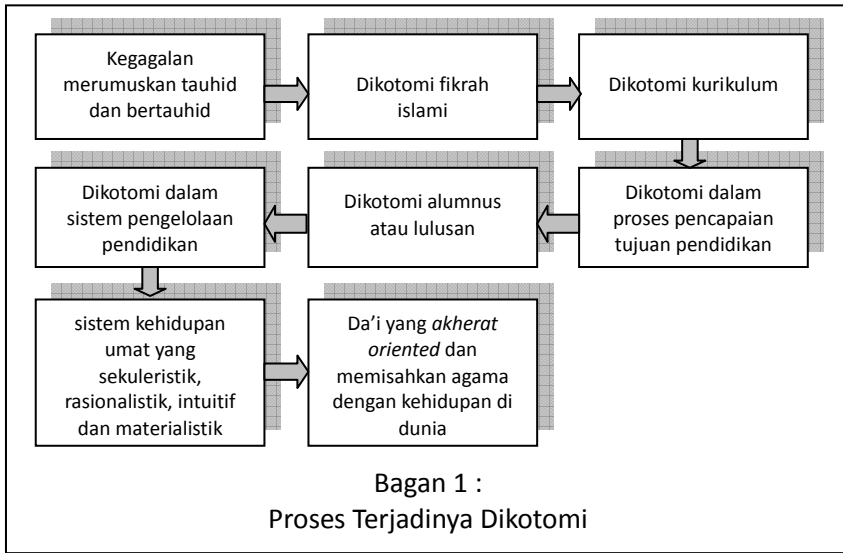 Kegagalan
merumuskan tauhid
dan bertauhid
Dikotomi fikrah
islami
Dikotomi kurikulum
Dikotomi dalam
proses pencapaian
tujuan pendidikan
Dikotomi alumnus
atau lulusan
Dikotomi dalam
sistem pengelolaan
pendidikan
sistem kehidupan
umat yang
sekuleristik,
rasionalistik, intuitif
dan materialistik
Da’i yang akherat
oriented dan
memisahkan agama
dengan kehidupan di
dunia
Bagan 1 :
Proses Terjadinya Dikotomi